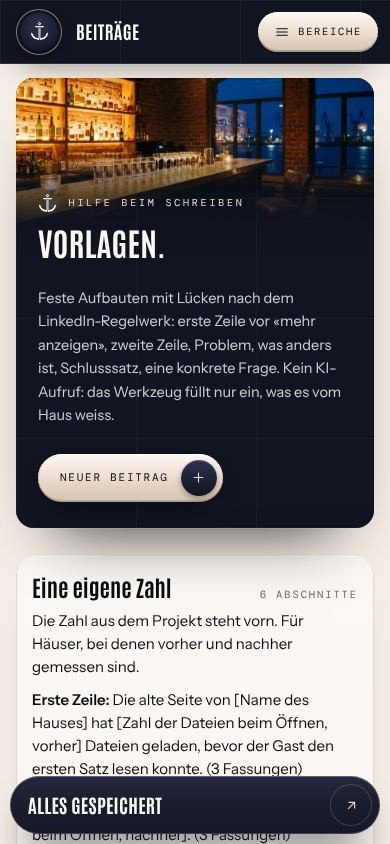 BEITRÄGE
BEREICHE
HILFE BEIM SCHREIBEN
VORLAGEN.
Feste Aufbauten mit Lücken nach dem
LinkedIn-Regelwerk: erste Zeile vor «mehr
anzeigen», zweite Zeile, Problem, was anders
ist, Schlusssatz, eine konkrete Frage. Kein KI-
Aufruf: das Werkzeug füllt nur ein, was es vom
Haus weiss.
NEUER BEITRAG
Eine eigene Zahl
6 ABSCHNITTE
Die Zahl aus dem Projekt steht vorn. Für
Häuser, bei denen vorher und nachher
gemessen sind.
Erste Zeile: Die alte Seite von [Name des
Hauses] hat [Zahl der Dateien beim Öffnen,
vorher] Dateien geladen, bevor der Gast den
ersten Satz lesen konnte. (3 Fassungen)
ALLES GESPEICHERT
beim Öffnen, nachher]. (3 Fassungen)